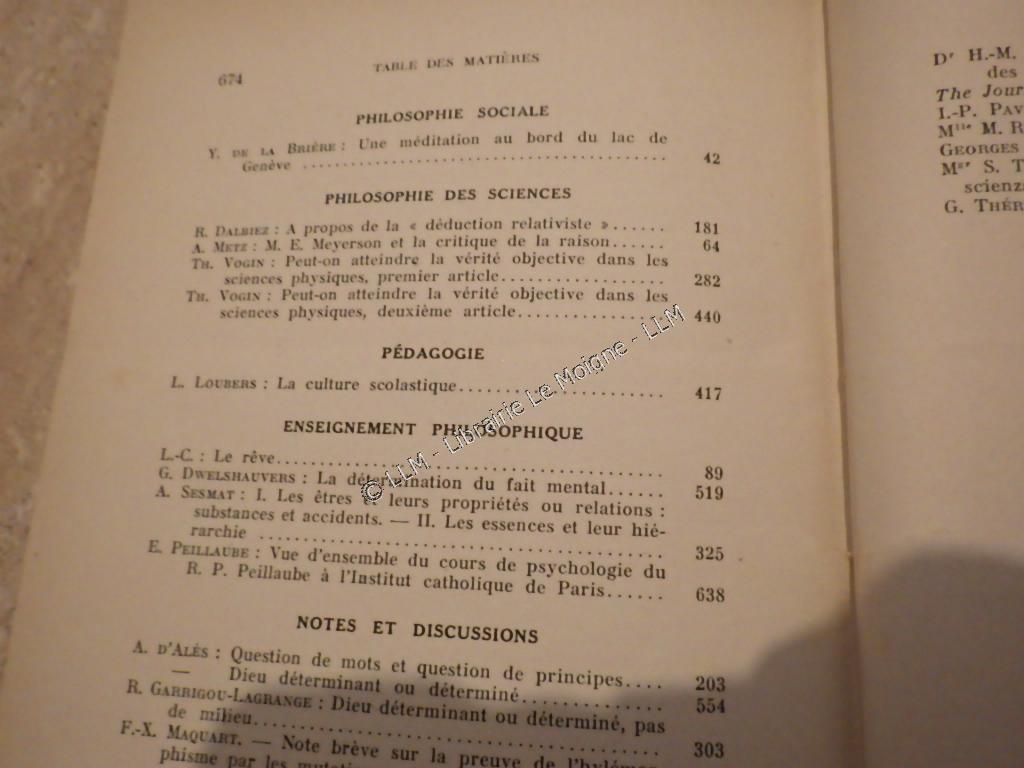 674
TABLE DES MATIÈRES
PHILOSOPHIE SOCIALE
Y. DE LA BRIÈRE : Une méditation au bord du lac de
Genève ........................................ 42
PHILOSOPHIE DES SCIENCES
R. DALBIEZ : A propos de la « déduction relativiste »...... 181
A. METZ : M. E. Meyerson et la critique de la raison...... 64
TH. VOGIN : Peut-on atteindre la vérité objective dans les
sciences physiques, premier article................... 282
TH. VOGIN : Peut-on atteindre la vérité objective dans les
sciences physiques, deuxième article................. 440
PÉDAGOGIE
L. LOUBERS : La culture scolastique........................ 417
ENSEIGNEMENT PHILOSOPHIQUE
L.-C. : Le rêve............................................. 89
G. DWELSHAUVERS : La détermination du fait mental...... 519
A. SESMAT : I. Les êtres et leurs propriétés ou relations :
substances et accidents. — II. Les essences et leur hié-
rarchie ............................................. 325
E. PEILLAUBE : Vue d'ensemble du cours de psychologie du
R. P. Peillaube à l'Institut catholique de Paris...... 638
NOTES ET DISCUSSIONS
A. D'ALÈS : Question de mots et question de principes.... 203
— Dieu déterminant ou déterminé.............. 554
R. GARRIGOU-LAGRANGE : Dieu déterminant ou déterminé, pas
de milieu............................................ 303
F.-X. MAQUART. — Note brève sur la preuve de l'hylémor-
phisme par les
Dr H.-M.
des
The Jour
I.-P. PAV
Mlle M. R
GEORGES
Mgr S. T
scienz
G. THÉR
© LLM - Librairie Le Moigne - LLM